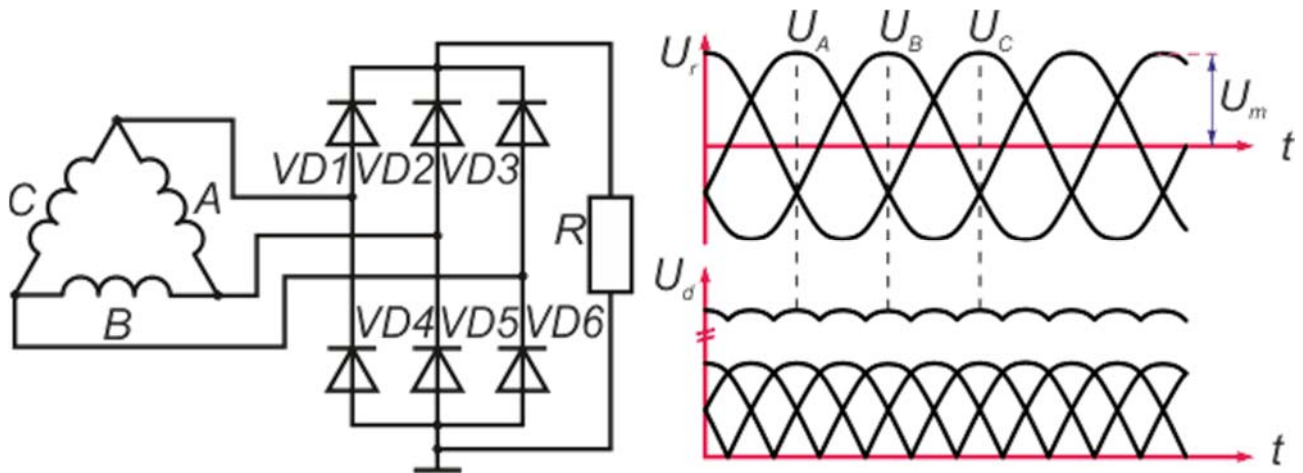 C
A
B
VD1 VD2 VD3
R
VD4 VD5 VD6
U_A U_B U_C
U_r
U_m
t
U_d
t